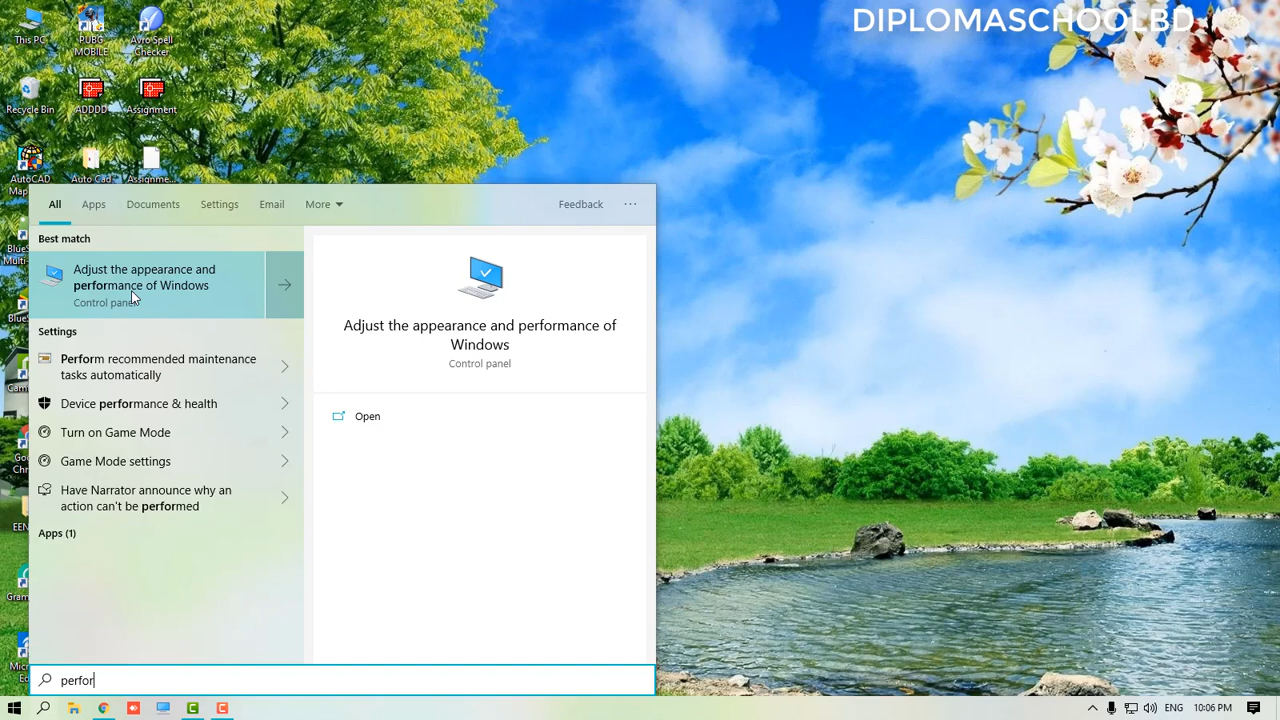 DIPLOMASCHOOLBD
This PC
PUBG
MOBILE
Avro Spell
Checker
Recycle Bin
ADDDD
Assignment
AutoCAD
Map
Auto Cad
Assignme...
All
Apps
Documents
Settings
Email
More
Feedback
...
Best match
Adjust the appearance and
performance of Windows
Control panel
Settings
Perform recommended maintenance
tasks automatically
Device performance & health
Turn on Game Mode
Game Mode settings
Have Narrator announce why an
action can't be performed
Apps (1)
Adjust the appearance and performance of
Windows
Control panel
Open
perfor
ENG
10:06 PM